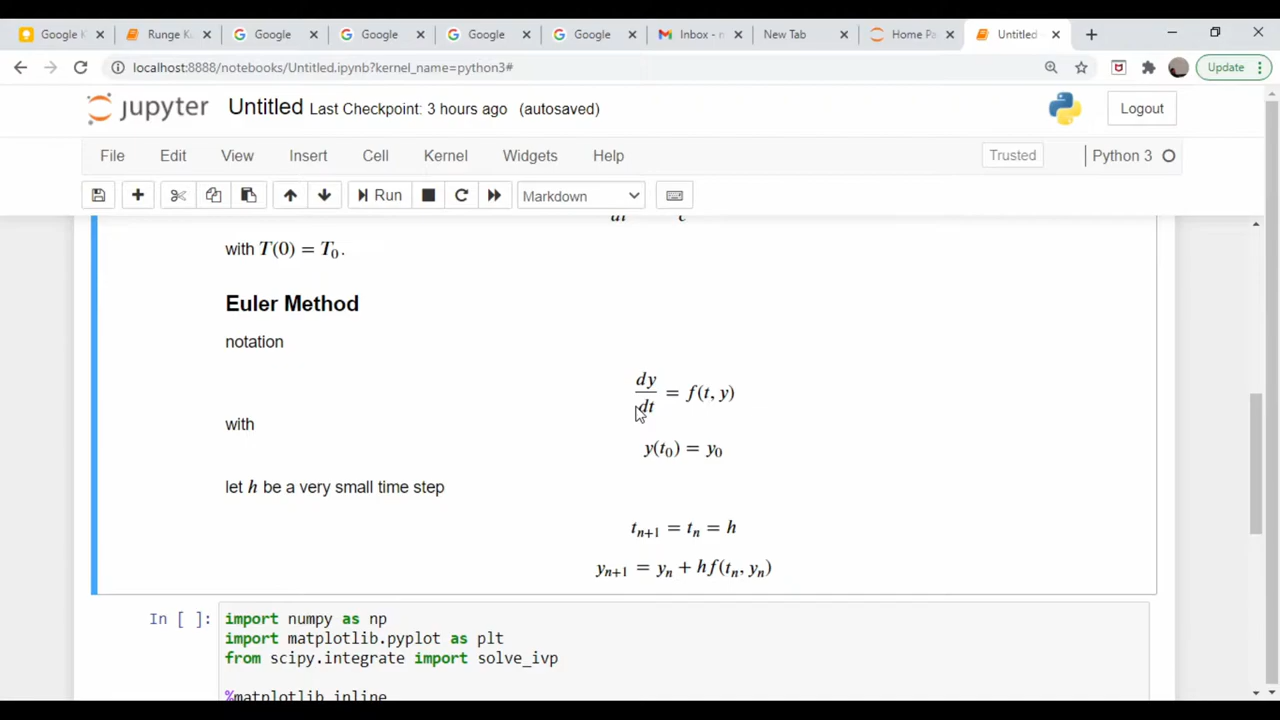 Google K
Runge K
Google
Google
Google
Google
Inbox - n
New Tab
Home Pa
Untitled
localhost:8888/notebooks/Untitled.ipynb?kernel_name=python3#
Update
jupyter Untitled Last Checkpoint: 3 hours ago (autosaved)
Logout
File Edit View Insert Cell Kernel Widgets Help
Trusted
Python 3
Run
Markdown
dt c
with T(0) = T₀ .
Euler Method
notation
dy/dt = f(t, y)
with
y(t₀) = y₀
let h be a very small time step
tₙ₊₁ = tₙ = h
yₙ₊₁ = yₙ + hf(tₙ, yₙ)
In [ ]: import numpy as np
import matplotlib.pyplot as plt
from scipy.integrate import solve_ivp
%matplotlib inline